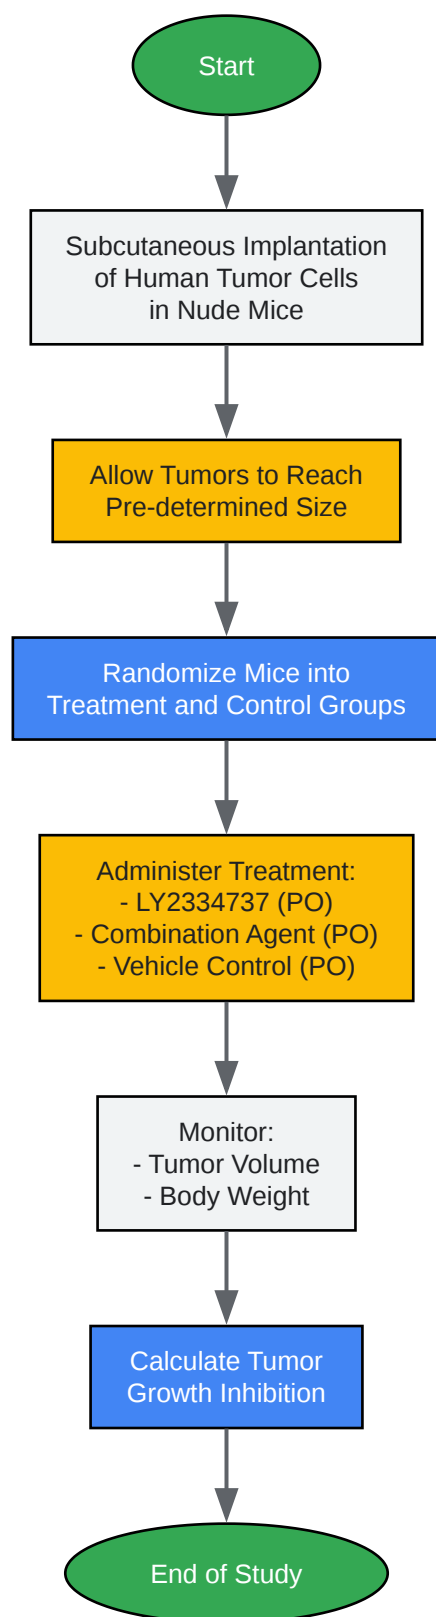 Start
Subcutaneous Implantation
of Human Tumor Cells
in Nude Mice
Allow Tumors to Reach
Pre-determined Size
Randomize Mice into
Treatment and Control Groups
Administer Treatment:
- LY2334737 (PO)
- Combination Agent (PO)
- Vehicle Control (PO)
Monitor:
- Tumor Volume
- Body Weight
Calculate Tumor
Growth Inhibition
End of Study